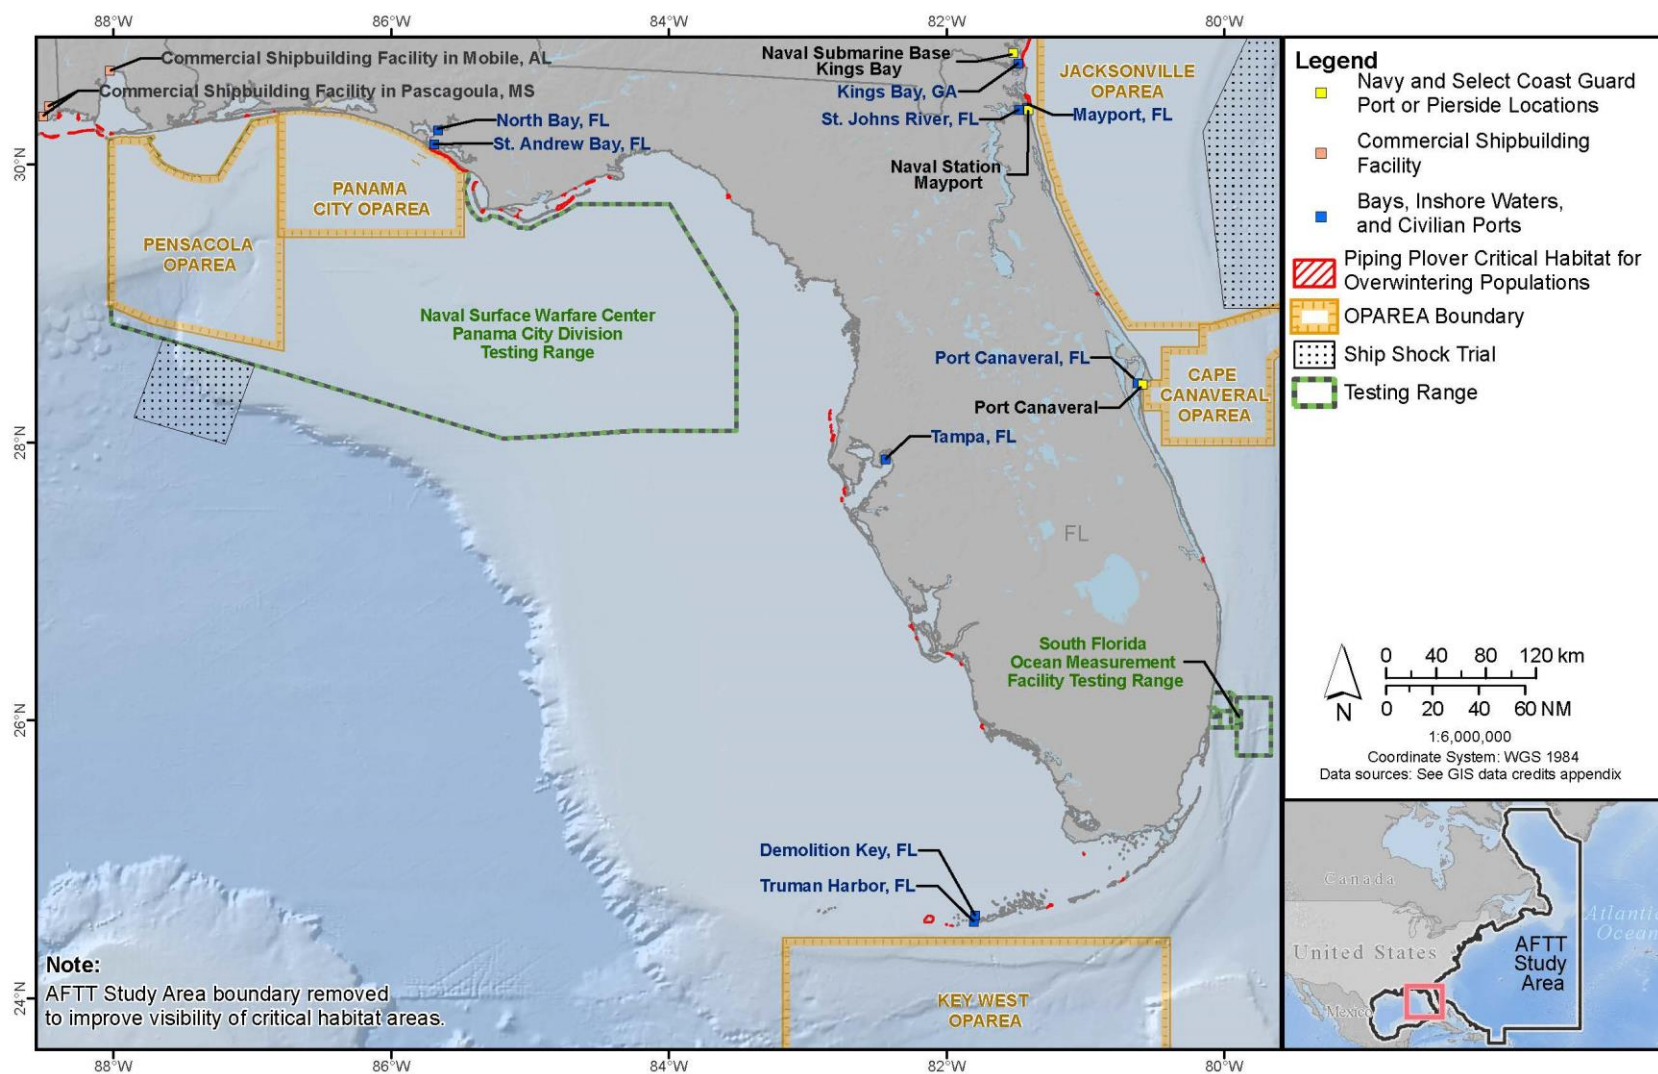 88°W
86°W
84°W
82°W
80°W
Commercial Shipbuilding Facility in Mobile, AL
Commercial Shipbuilding Facility in Pascagoula, MS
North Bay, FL
St. Andrew Bay, FL
Naval Submarine Base
Kings Bay
Kings Bay, GA
St. Johns River, FL
Mayport, FL
Naval Station
Mayport
JACKSONVILLE
OPAREA
30°N
PANAMA
CITY OPAREA
PENSACOLA
OPAREA
Naval Surface Warfare Center
Panama City Division
Testing Range
Port Canaveral, FL
Port Canaveral
CAPE
CANAVERAL
OPAREA
28°N
Tampa, FL
FL
South Florida
Ocean Measurement
Facility Testing Range
26°N
Demolition Key, FL
Truman Harbor, FL
KEY WEST
OPAREA
24°N
Note:
AFTT Study Area boundary removed
to improve visibility of critical habitat areas.
88°W
86°W
84°W
82°W
80°W
Legend
Navy and Select Coast Guard
Port or Pierside Locations
Commercial Shipbuilding
Facility
Bays, Inshore Waters,
and Civilian Ports
Piping Plover Critical Habitat for
Overwintering Populations
OPAREA Boundary
Ship Shock Trial
Testing Range
N
0 40 80 120 km
0 20 40 60 NM
1:6,000,000
Coordinate System: WGS 1984
Data sources: See GIS data credits appendix
Canada
United States
Mexico
Atlantic
Ocean
AFTT
Study
Area